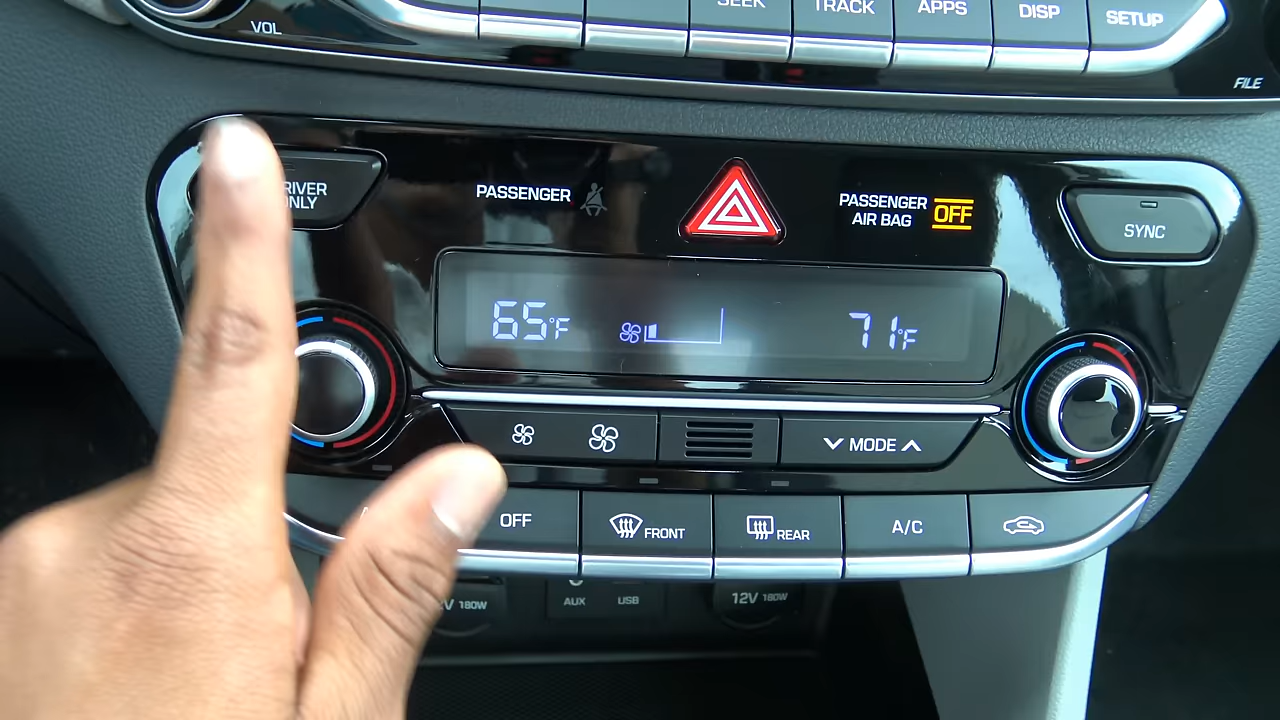 VOL
SEEK
TRACK
APPS
DISP
SETUP
FILE
RIVER
NLY
PASSENGER
PASSENGER
AIR BAG OFF
SYNC
65°F
71°F
MODE
OFF
FRONT
REAR
A/C
V 180W
AUX
USB
12V 180W